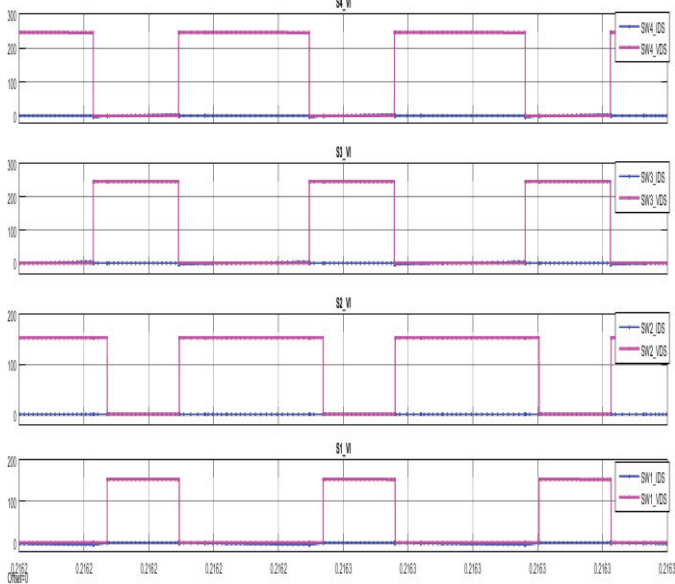 S4_VI
300
200
100
0
SW4_IDS
SW4_VDS
S3_VI
300
200
100
0
SW3_IDS
SW3_VDS
S2_VI
200
100
0
SW2_IDS
SW2_VDS
S1_VI
200
100
0
SW1_IDS
SW1_VDS
0.2162 0.2162 0.2162 0.2162 0.2162 0.2163 0.2163 0.2163 0.2163 0.2163 0.2163
Offset=0